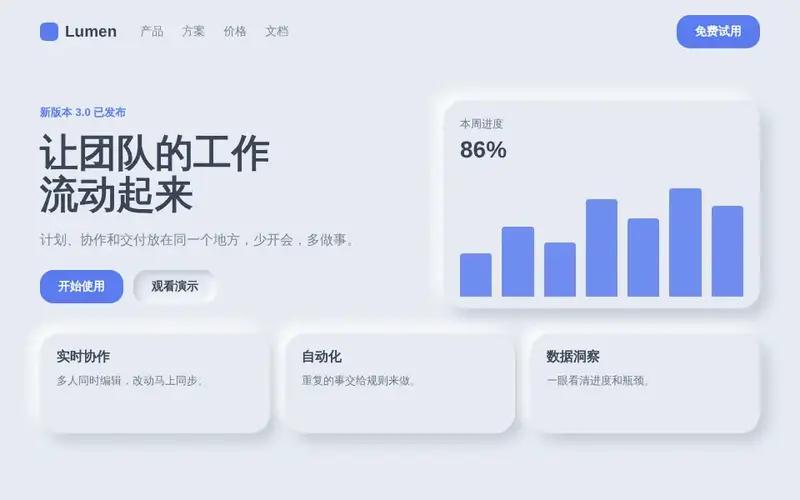 Lumen
产品
方案
价格
文档
免费试用
新版本 3.0 已发布
让团队的工作
流动起来
计划、协作和交付放在同一个地方，少开会，多做事。
开始使用
观看演示
本周进度
86%
实时协作
多人同时编辑，改动马上同步。
自动化
重复的事交给规则来做。
数据洞察
一眼看清进度和瓶颈。